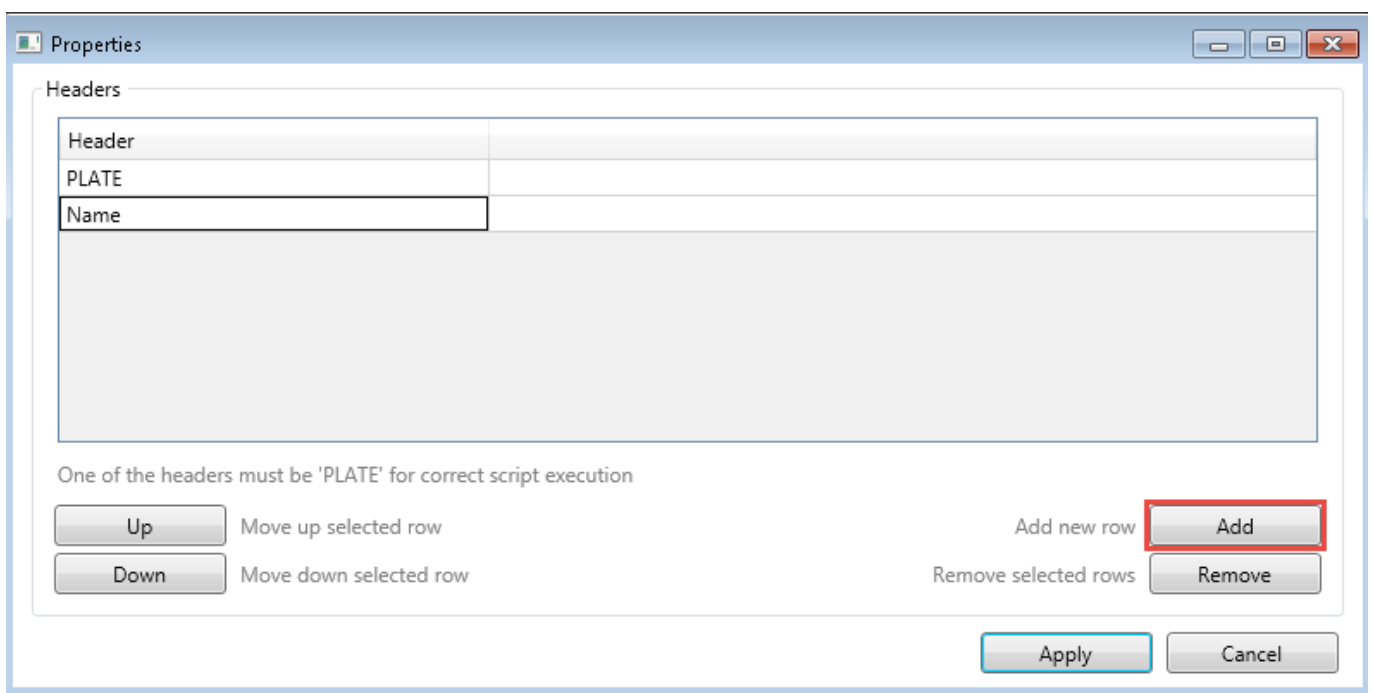 Properties
Headers
Header
PLATE
Name
One of the headers must be 'PLATE' for correct script execution
Up Move up selected row Add new row Add
Down Move down selected row Remove selected rows Remove
Apply Cancel